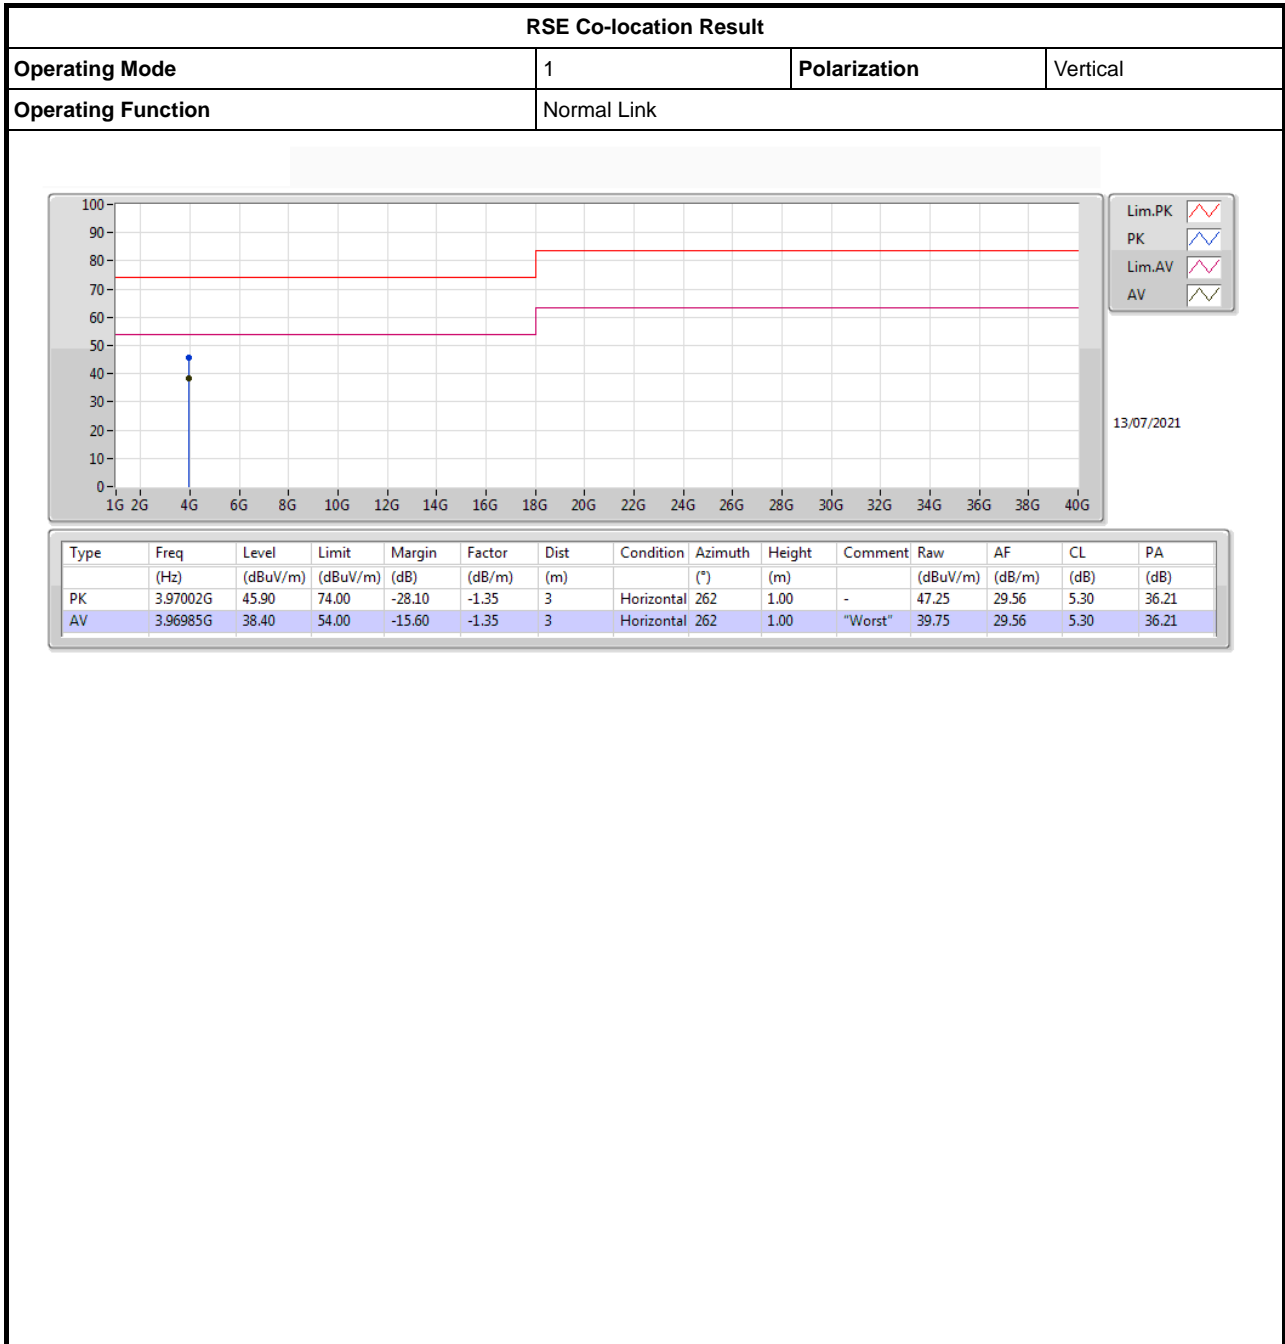 RSE Co-location Result
Operating Mode 1 Polarization Vertical
Operating Function Normal Link
100
90
80
70
60
50
40
30
20
10
0
1G 2G 4G 6G 8G 10G 12G 14G 16G 18G 20G 22G 24G 26G 28G 30G 32G 34G 36G 38G 40G
Lim.PK
PK
Lim.AV
AV
13/07/2021
Type Freq Level Limit Margin Factor Dist Condition Azimuth Height Comment Raw AF CL PA
(Hz) (dBuV/m) (dBuV/m) (dB) (dB/m) (m) (°) (m) (dBuV/m) (dB/m) (dB) (dB)
PK 3.97002G 45.90 74.00 -28.10 -1.35 3 Horizontal 262 1.00 - 47.25 29.56 5.30 36.21
AV 3.96985G 38.40 54.00 -15.60 -1.35 3 Horizontal 262 1.00 "Worst" 39.75 29.56 5.30 36.21